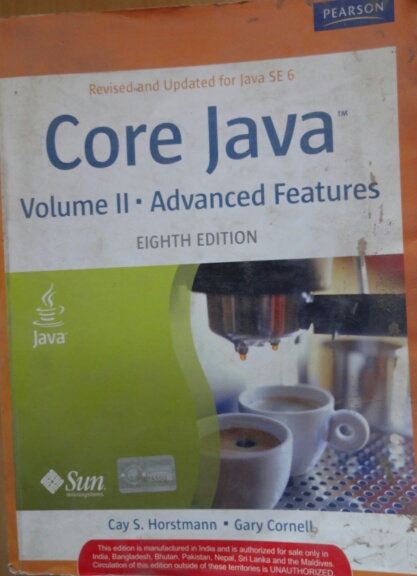 PEARSON
Revised and Updated for Java SE 6
Core Java™
Volume II • Advanced Features
EIGHTH EDITION
Java™
Sun
microsystems
Cay S. Horstmann • Gary Cornell
This edition is manufactured in India and is authorized for sale only in
India, Bangladesh, Bhutan, Pakistan, Nepal, Sri Lanka and the Maldives.
Circulation of this edition outside of these territories is UNAUTHORIZED